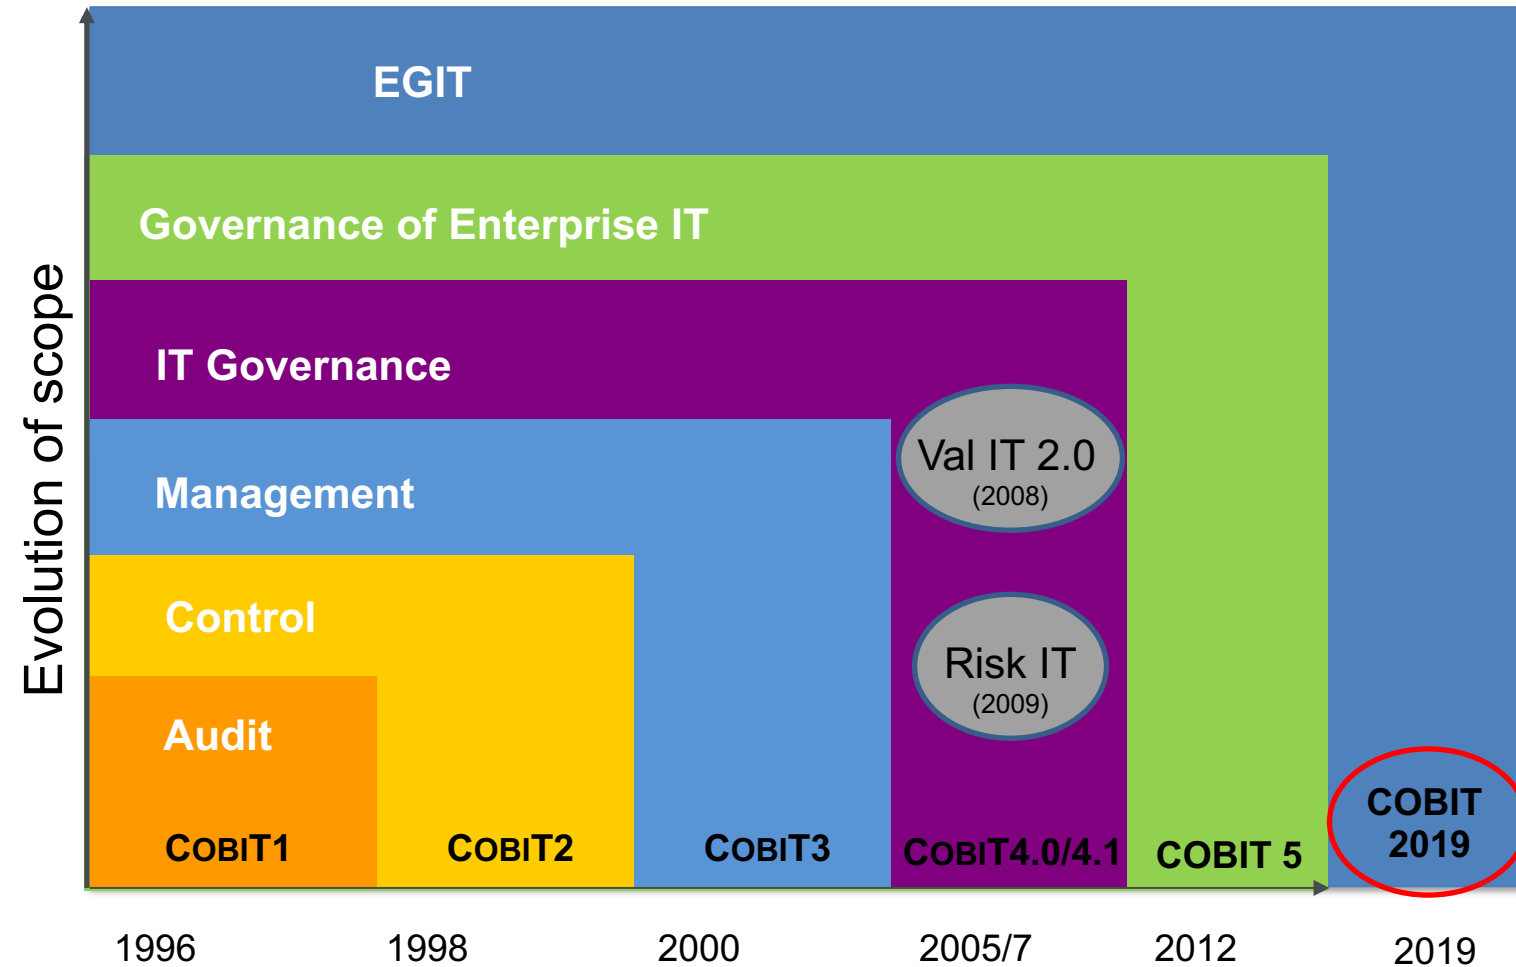 EGIT
Governance of Enterprise IT
IT Governance
Management
Control
Audit
Evolution of scope
Val IT 2.0
(2008)
Risk IT
(2009)
COBIT1
COBIT2
COBIT3
COBIT4.0/4.1
COBIT 5
COBIT
2019
1996
1998
2000
2005/7
2012
2019